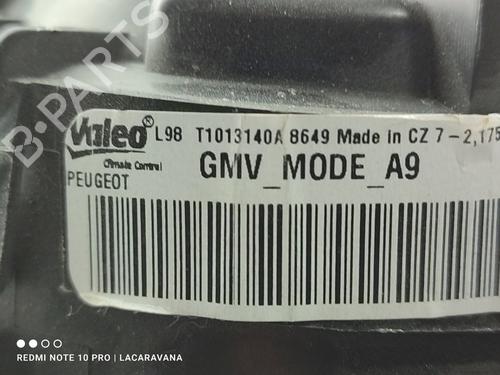 B-PARTS
Valeo® L98 T1013140A 8649 Made in CZ 7-2,175
Climate Control
GMV_MODE_A9
PEUGEOT
REDMI NOTE 10 PRO | LACARAVANA